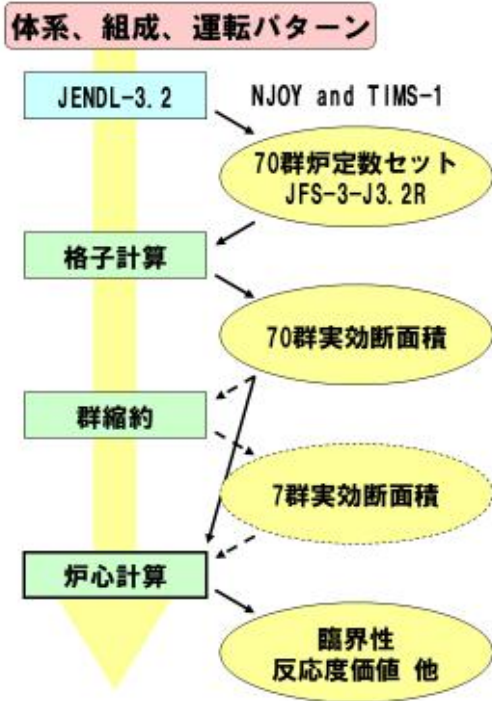 体系、組成、運転パターン
JENDL-3.2
NJOY and TIMS-1
70群炉定数セット
JFS-3-J3.2R
格子計算
70群実効断面積
群縮約
7群実効断面積
炉心計算
臨界性
反応度価値 他